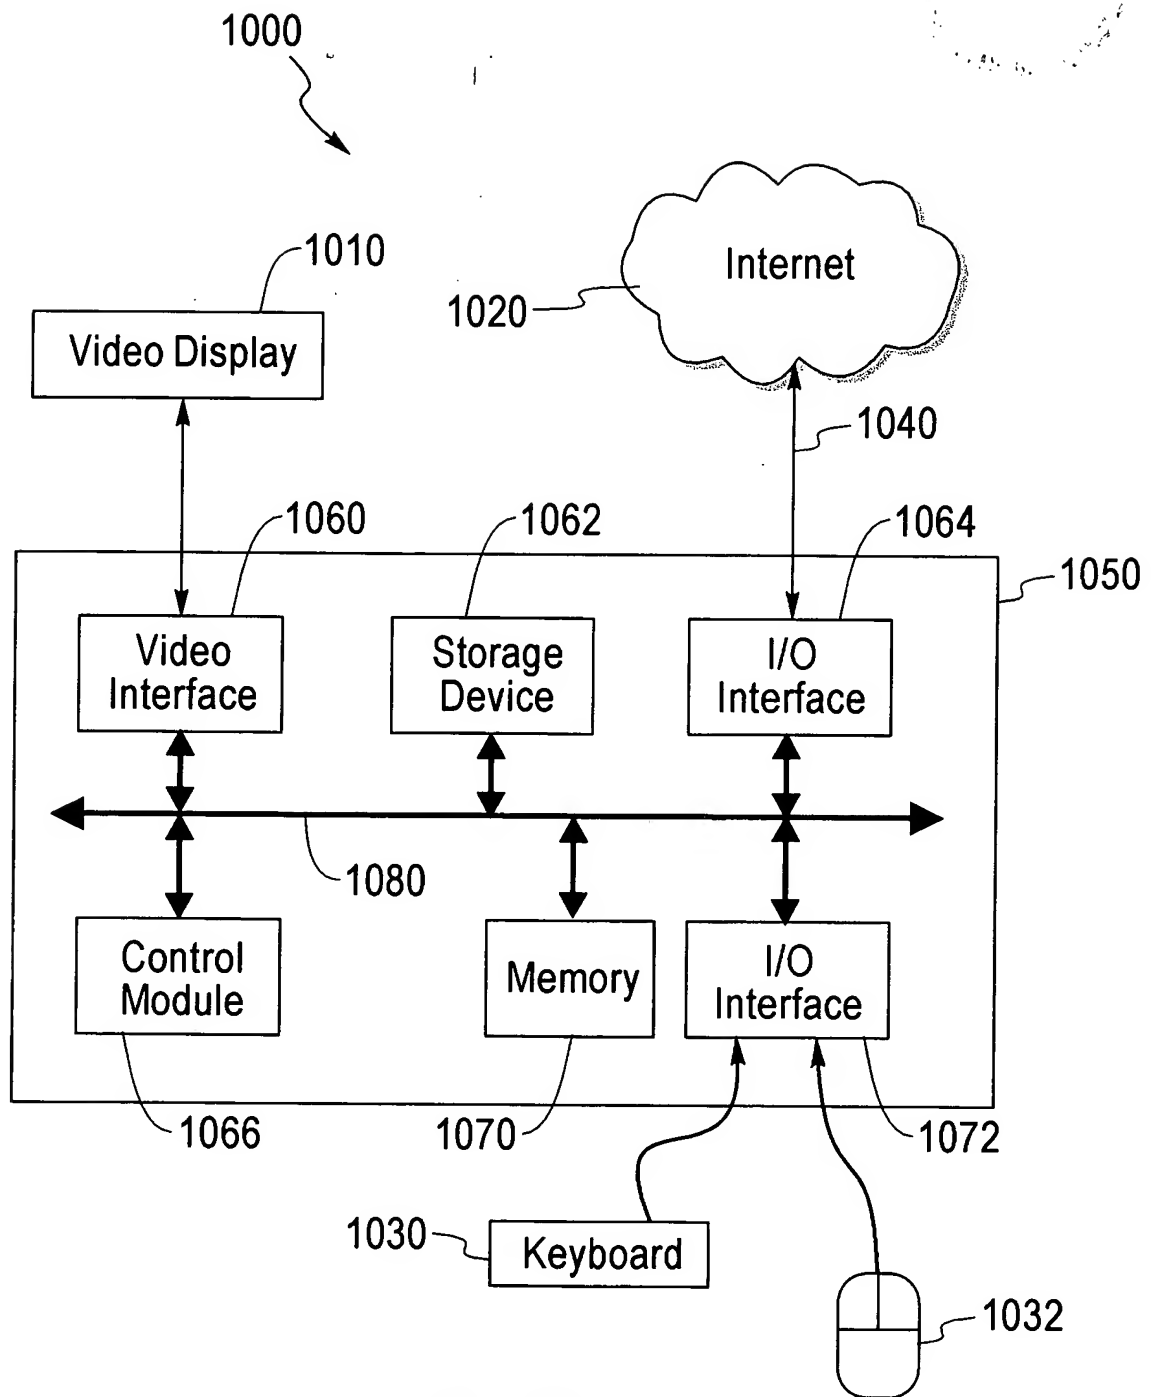 1000
1010
Video Display
Internet
1020
1040
1060
1062
1064
1050
Video
Interface
Storage
Device
I/O
Interface
1080
Control
Module
Memory
I/O
Interface
1066
1070
1072
1030
Keyboard
1032